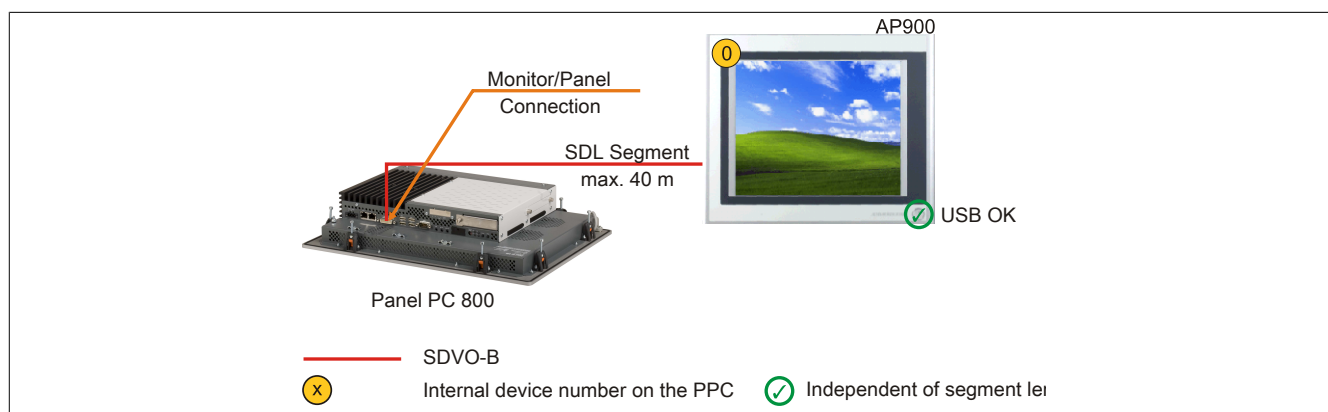 AP900
0
Monitor/Panel
Connection
SDL Segment
max. 40 m
USB OK
Panel PC 800
SDVO-B
x
Internal device number on the PPC
Independent of segment